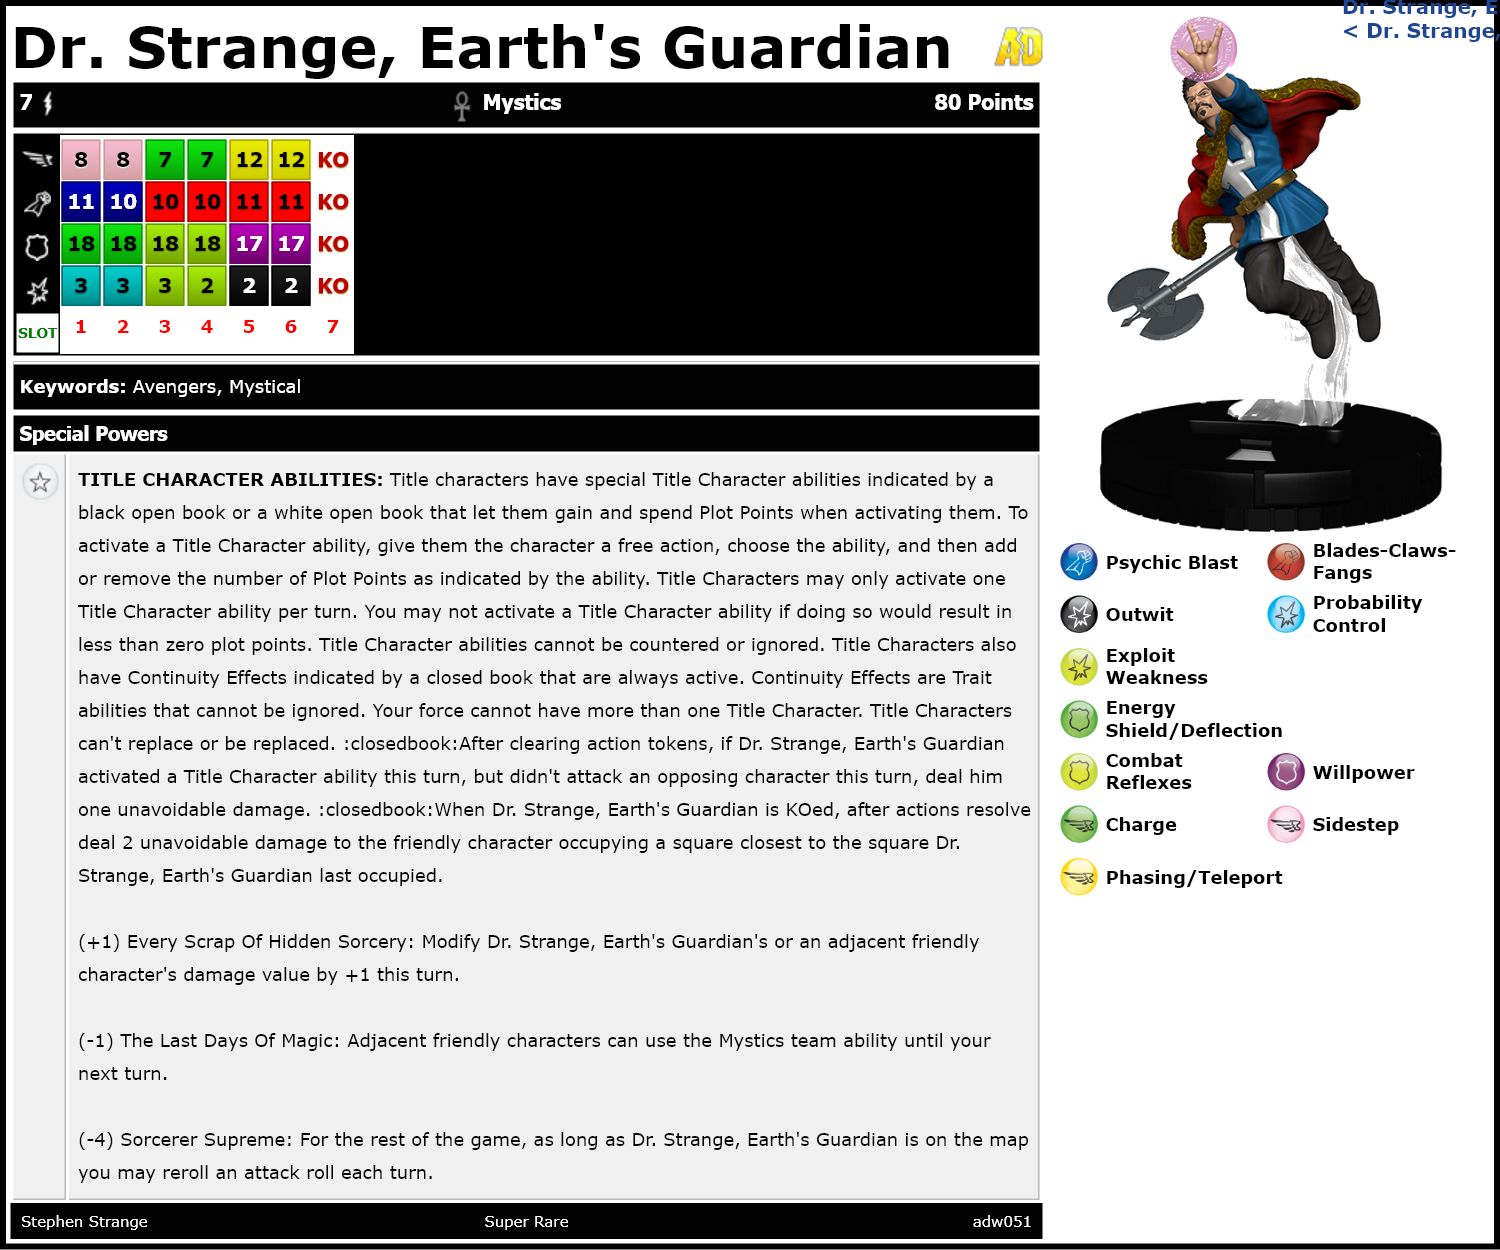 Dr. Strange, Earth's Guardian
AD
Dr. Strange, E
< Dr. Strange,
7 Mystics 80 Points
8 8 7 7 12 12 KO
11 10 10 10 11 11 KO
18 18 18 18 17 17 KO
3 3 3 2 2 2 KO
SLOT 1 2 3 4 5 6 7
Keywords: Avengers, Mystical
Special Powers
TITLE CHARACTER ABILITIES: Title characters have special Title Character abilities indicated by a
black open book or a white open book that let them gain and spend Plot Points when activating them. To
activate a Title Character ability, give them the character a free action, choose the ability, and then add
or remove the number of Plot Points as indicated by the ability. Title Characters may only activate one
Title Character ability per turn. You may not activate a Title Character ability if doing so would result in
less than zero plot points. Title Character abilities cannot be countered or ignored. Title Characters also
have Continuity Effects indicated by a closed book that are always active. Continuity Effects are Trait
abilities that cannot be ignored. Your force cannot have more than one Title Character. Title Characters
can't replace or be replaced. :closedbook:After clearing action tokens, if Dr. Strange, Earth's Guardian
activated a Title Character ability this turn, but didn't attack an opposing character this turn, deal him
one unavoidable damage. :closedbook:When Dr. Strange, Earth's Guardian is KOed, after actions resolve
deal 2 unavoidable damage to the friendly character occupying a square closest to the square Dr.
Strange, Earth's Guardian last occupied.
(+1) Every Scrap Of Hidden Sorcery: Modify Dr. Strange, Earth's Guardian's or an adjacent friendly
character's damage value by +1 this turn.
(-1) The Last Days Of Magic: Adjacent friendly characters can use the Mystics team ability until your
next turn.
(-4) Sorcerer Supreme: For the rest of the game, as long as Dr. Strange, Earth's Guardian is on the map
you may reroll an attack roll each turn.
Stephen Strange Super Rare adw051
Psychic Blast
Blades-Claws-
Fangs
Outwit
Probability
Control
Exploit
Weakness
Energy
Shield/Deflection
Combat
Reflexes
Willpower
Charge
Sidestep
Phasing/Teleport